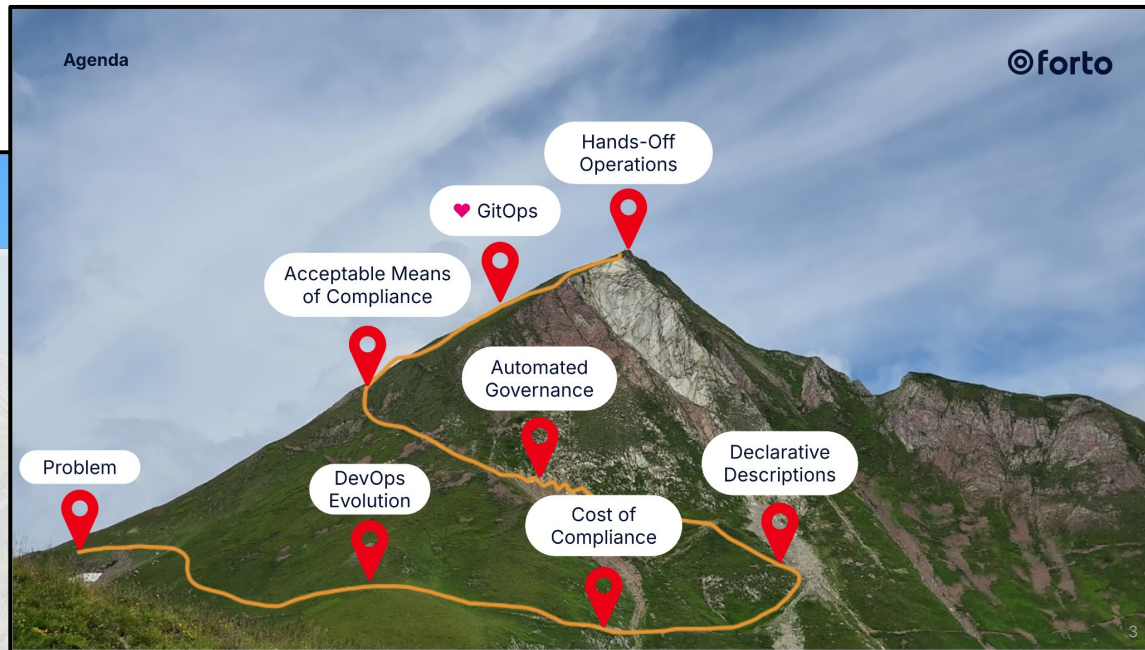 Agenda
forto
Hands-Off
Operations
GitOps
Acceptable Means
of Compliance
Automated
Governance
Declarative
Descriptions
Problem
DevOps
Evolution
Cost of
Compliance
3